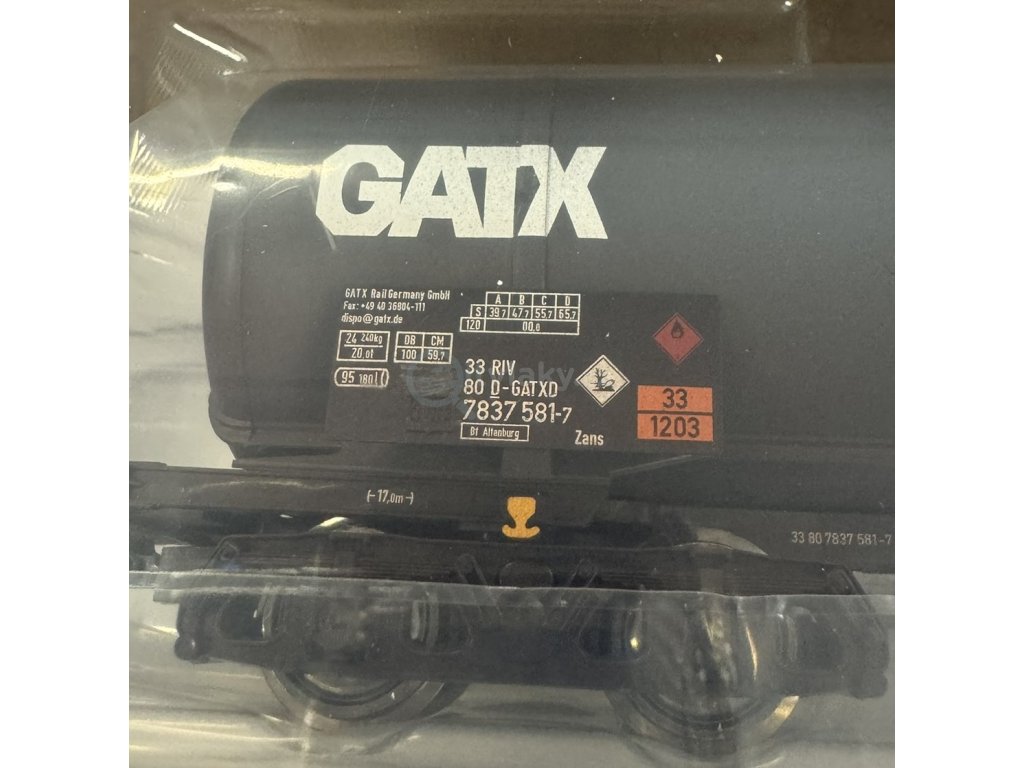 GATX
GATX Rail Germany GmbH
Fax: +49 40 36804-111
dispo@gatx.de
A B C D
S 39,7 47,7 55,7 65,7
120 00,0
24 240kg
20,0t
DB CM
100 59,7
95 180 l
33 RIV
80 D-GATXD
7837 581-7
Bf Altenburg
Zans
33
1203
(-17,0m-)
33 80 7837 581-7